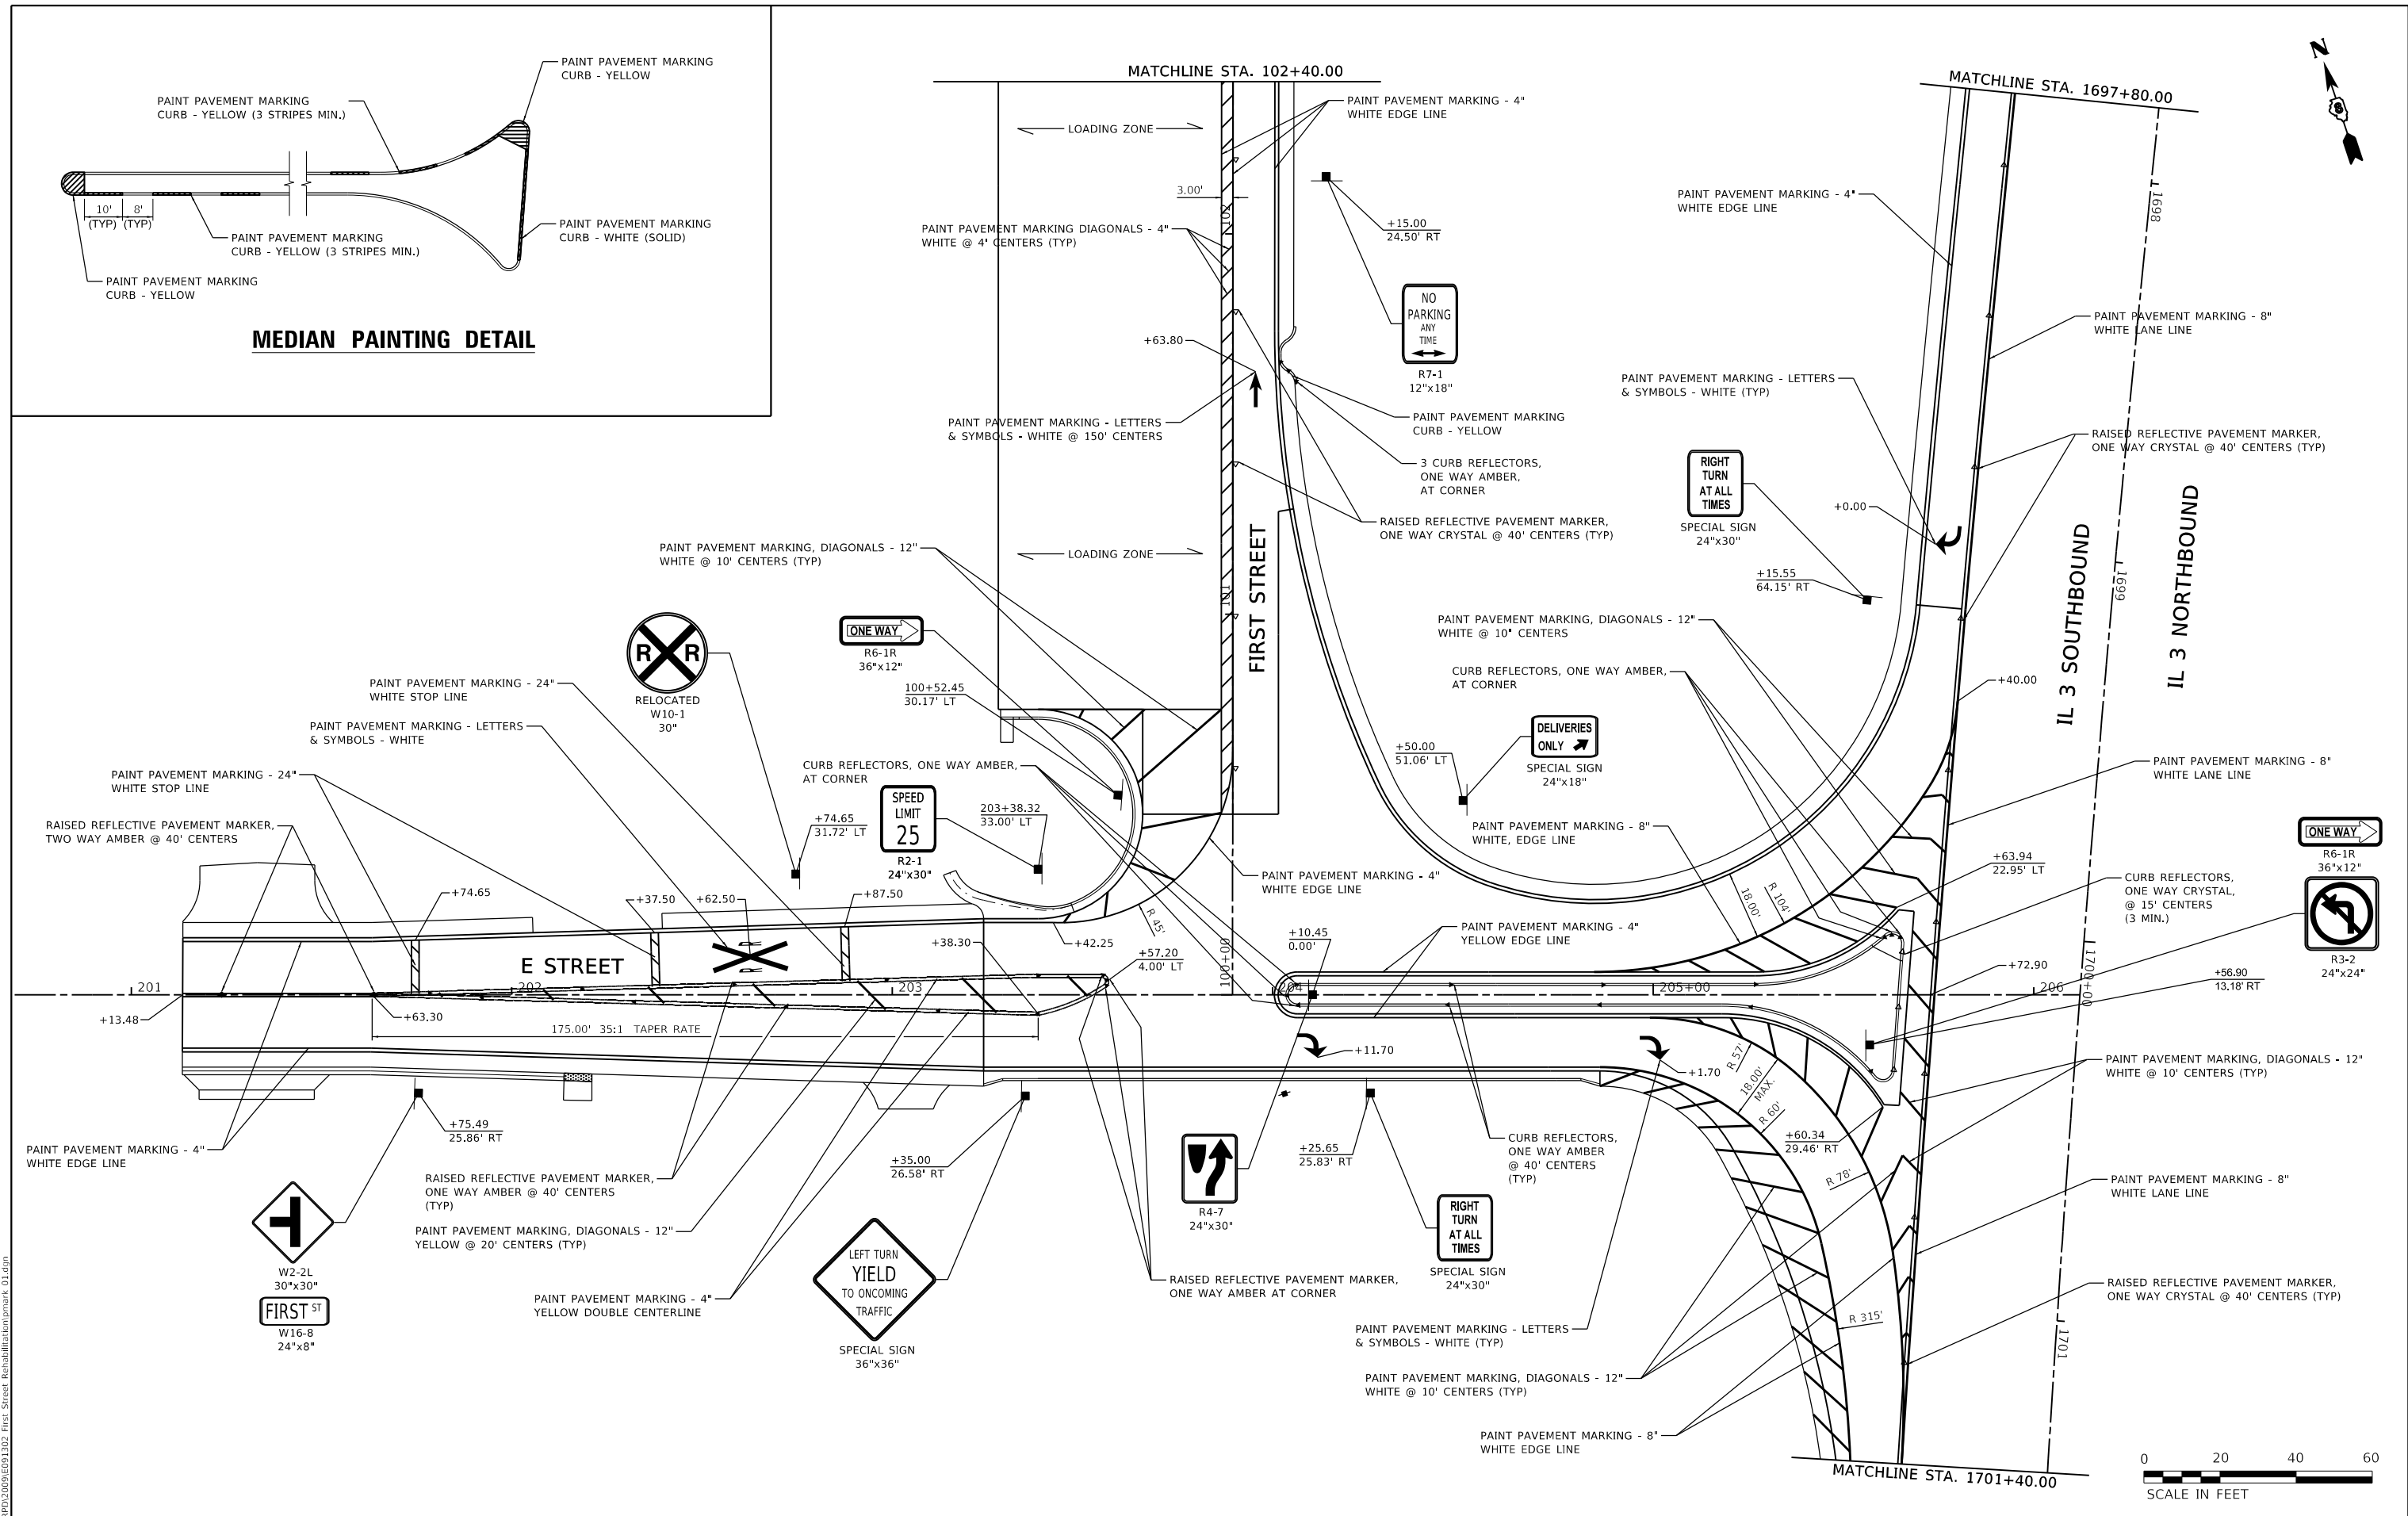 PAINT PAVEMENT MARKING
CURB - YELLOW
PAINT PAVEMENT MARKING
CURB - YELLOW (3 STRIPES MIN.)
10'
(TYP)
8'
(TYP)
PAINT PAVEMENT MARKING
CURB - YELLOW (3 STRIPES MIN.)
PAINT PAVEMENT MARKING
CURB - WHITE (SOLID)
PAINT PAVEMENT MARKING
CURB - YELLOW
MEDIAN PAINTING DETAIL
MATCHLINE STA. 102+40.00
LOADING ZONE
PAINT PAVEMENT MARKING - 4"
WHITE EDGE LINE
3.00'
102
PAINT PAVEMENT MARKING DIAGONALS - 4"
WHITE @ 4' CENTERS (TYP)
+15.00
24.50' RT
NO
PARKING
ANY
TIME
R7-1
12"x18"
+63.80
PAINT PAVEMENT MARKING - LETTERS
& SYMBOLS - WHITE @ 150' CENTERS
PAINT PAVEMENT MARKING
CURB - YELLOW
3 CURB REFLECTORS,
ONE WAY AMBER,
AT CORNER
RAISED REFLECTIVE PAVEMENT MARKER,
ONE WAY CRYSTAL @ 40' CENTERS (TYP)
LOADING ZONE
101
FIRST STREET
MATCHLINE STA. 1697+80.00
N
1698
PAINT PAVEMENT MARKING - 4"
WHITE EDGE LINE
PAINT PAVEMENT MARKING - 8"
WHITE LANE LINE
PAINT PAVEMENT MARKING - LETTERS
& SYMBOLS - WHITE (TYP)
RAISED REFLECTIVE PAVEMENT MARKER,
ONE WAY CRYSTAL @ 40' CENTERS (TYP)
RIGHT
TURN
AT ALL
TIMES
SPECIAL SIGN
24"x30"
+0.00
+15.55
64.15' RT
IL 3 SOUTHBOUND
1699
IL 3 NORTHBOUND
PAINT PAVEMENT MARKING, DIAGONALS - 12"
WHITE @ 10' CENTERS (TYP)
ONE WAY
R6-1R
36"x12"
100+52.45
30.17' LT
R R
RELOCATED
W10-1
30"
PAINT PAVEMENT MARKING - 24"
WHITE STOP LINE
PAINT PAVEMENT MARKING - LETTERS
& SYMBOLS - WHITE
PAINT PAVEMENT MARKING - 24"
WHITE STOP LINE
RAISED REFLECTIVE PAVEMENT MARKER,
TWO WAY AMBER @ 40' CENTERS
CURB REFLECTORS, ONE WAY AMBER,
AT CORNER
SPEED
LIMIT
25
R2-1
24"x30"
+74.65
31.72' LT
203+38.32
33.00' LT
PAINT PAVEMENT MARKING, DIAGONALS - 12"
WHITE @ 10' CENTERS
CURB REFLECTORS, ONE WAY AMBER,
AT CORNER
+40.00
+50.00
51.06' LT
DELIVERIES
ONLY
SPECIAL SIGN
24"x18"
PAINT PAVEMENT MARKING - 8"
WHITE LANE LINE
PAINT PAVEMENT MARKING - 8"
WHITE, EDGE LINE
PAINT PAVEMENT MARKING - 4"
WHITE EDGE LINE
R 45'
18.00'
R 104'
+63.94
22.95' LT
CURB REFLECTORS,
ONE WAY CRYSTAL,
@ 15' CENTERS
(3 MIN.)
ONE WAY
R6-1R
36"x12"
R3-2
24"x24"
+74.65
+37.50
+62.50
+87.50
R
R
E STREET
+38.30
+42.25
+57.20
4.00' LT
100+00
+10.45
0.00'
PAINT PAVEMENT MARKING - 4"
YELLOW EDGE LINE
+72.90
+56.90
13.18' RT
201
202
203
204
205+00
206
1700+00
+13.48
+63.30
175.00' 35:1 TAPER RATE
+11.70
+1.70
R 57'
18.00'
MAX.
R 60'
+60.34
29.46' RT
R 78'
PAINT PAVEMENT MARKING, DIAGONALS - 12"
WHITE @ 10' CENTERS (TYP)
PAINT PAVEMENT MARKING - 8"
WHITE LANE LINE
RAISED REFLECTIVE PAVEMENT MARKER,
ONE WAY CRYSTAL @ 40' CENTERS (TYP)
R 315'
1701
PAINT PAVEMENT MARKING - 4"
WHITE EDGE LINE
+75.49
25.86' RT
W2-2L
30"x30"
FIRST ST
W16-8
24"x8"
RAISED REFLECTIVE PAVEMENT MARKER,
ONE WAY AMBER @ 40' CENTERS
(TYP)
PAINT PAVEMENT MARKING, DIAGONALS - 12"
YELLOW @ 20' CENTERS (TYP)
PAINT PAVEMENT MARKING - 4"
YELLOW DOUBLE CENTERLINE
+35.00
26.58' RT
LEFT TURN
YIELD
TO ONCOMING
TRAFFIC
SPECIAL SIGN
36"x36"
R4-7
24"x30"
+25.65
25.83' RT
RIGHT
TURN
AT ALL
TIMES
SPECIAL SIGN
24"x30"
CURB REFLECTORS,
ONE WAY AMBER
@ 40' CENTERS
(TYP)
RAISED REFLECTIVE PAVEMENT MARKER,
ONE WAY AMBER AT CORNER
PAINT PAVEMENT MARKING - LETTERS
& SYMBOLS - WHITE (TYP)
PAINT PAVEMENT MARKING, DIAGONALS - 12"
WHITE @ 10' CENTERS (TYP)
PAINT PAVEMENT MARKING - 8"
WHITE EDGE LINE
MATCHLINE STA. 1701+40.00
0 20 40 60
SCALE IN FEET
First Street Rehabilitation\pmark_01.dgn